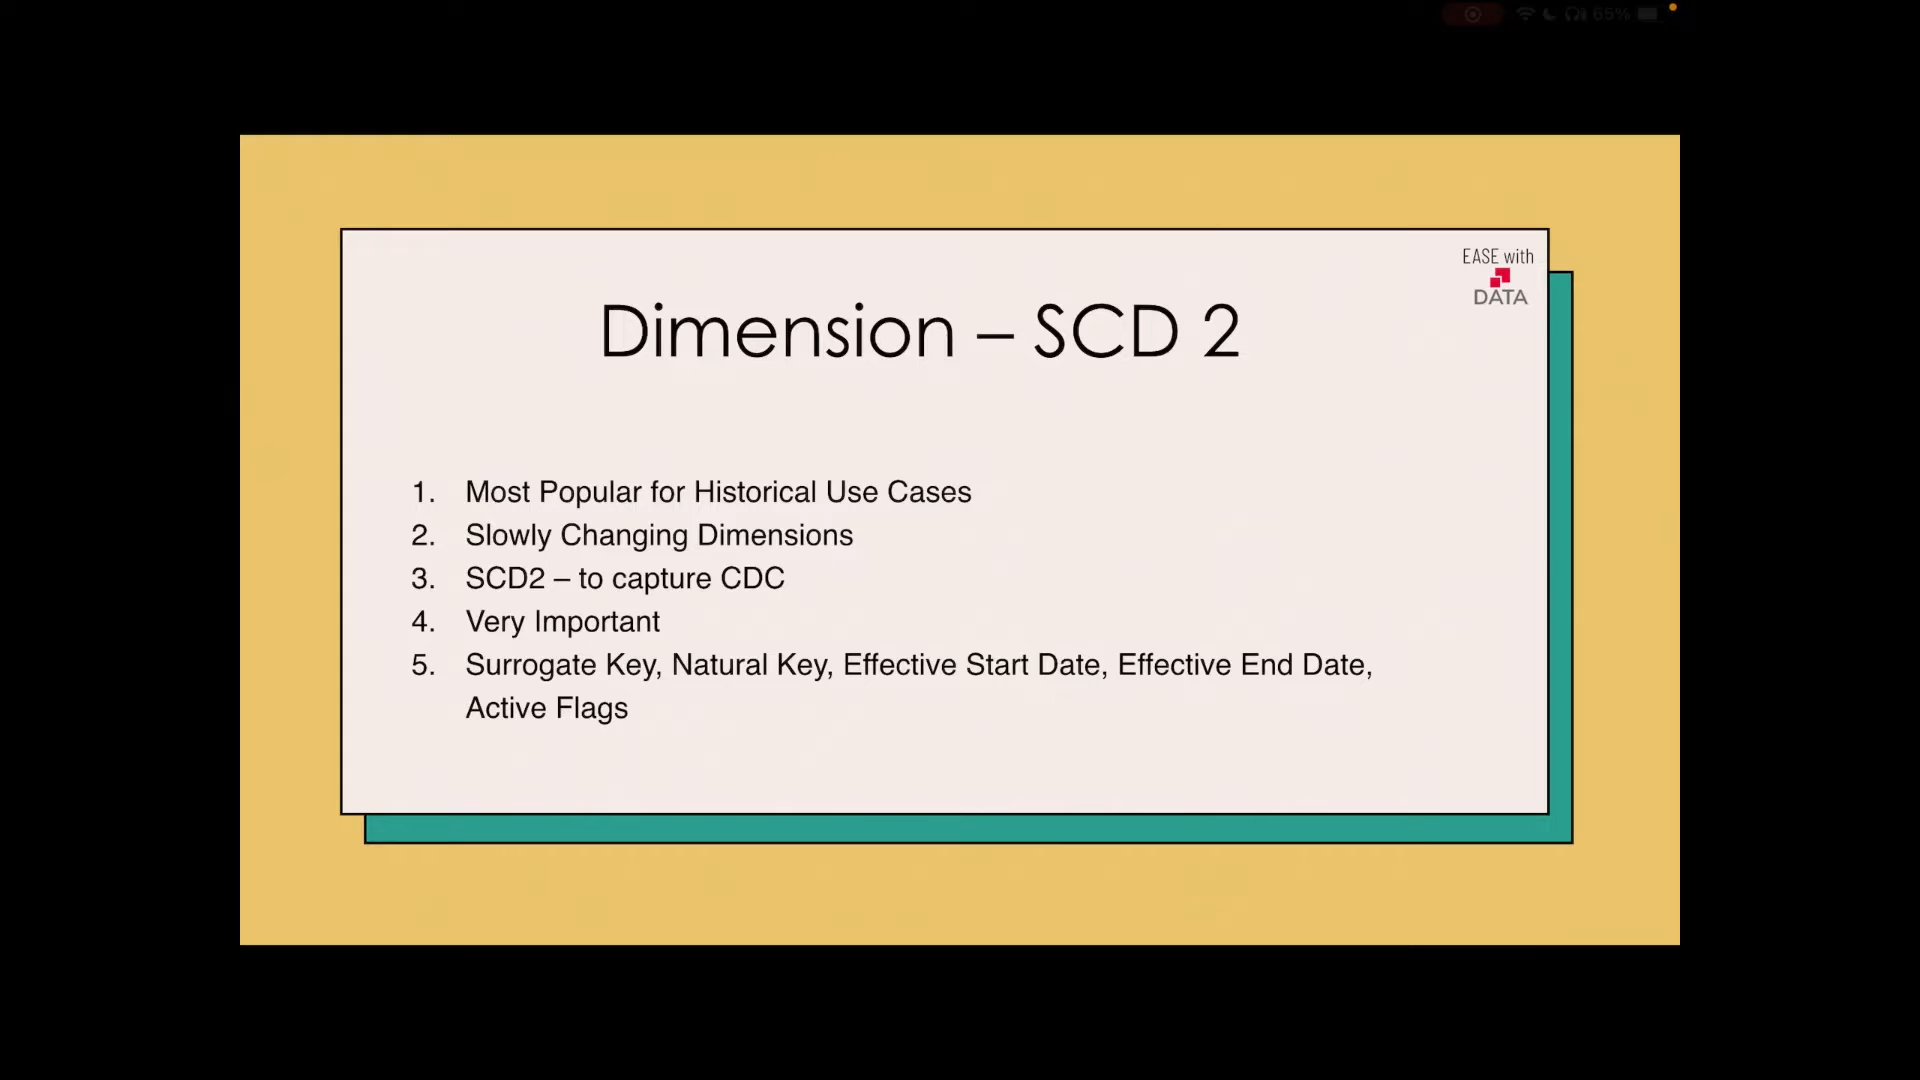 65%
EASE with
DATA
Dimension – SCD 2
1. Most Popular for Historical Use Cases
2. Slowly Changing Dimensions
3. SCD2 – to capture CDC
4. Very Important
5. Surrogate Key, Natural Key, Effective Start Date, Effective End Date,
Active Flags